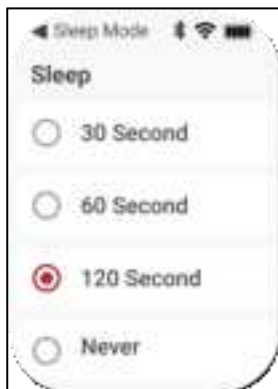 Sleep Mode
Sleep
30 Second
60 Second
120 Second
Never